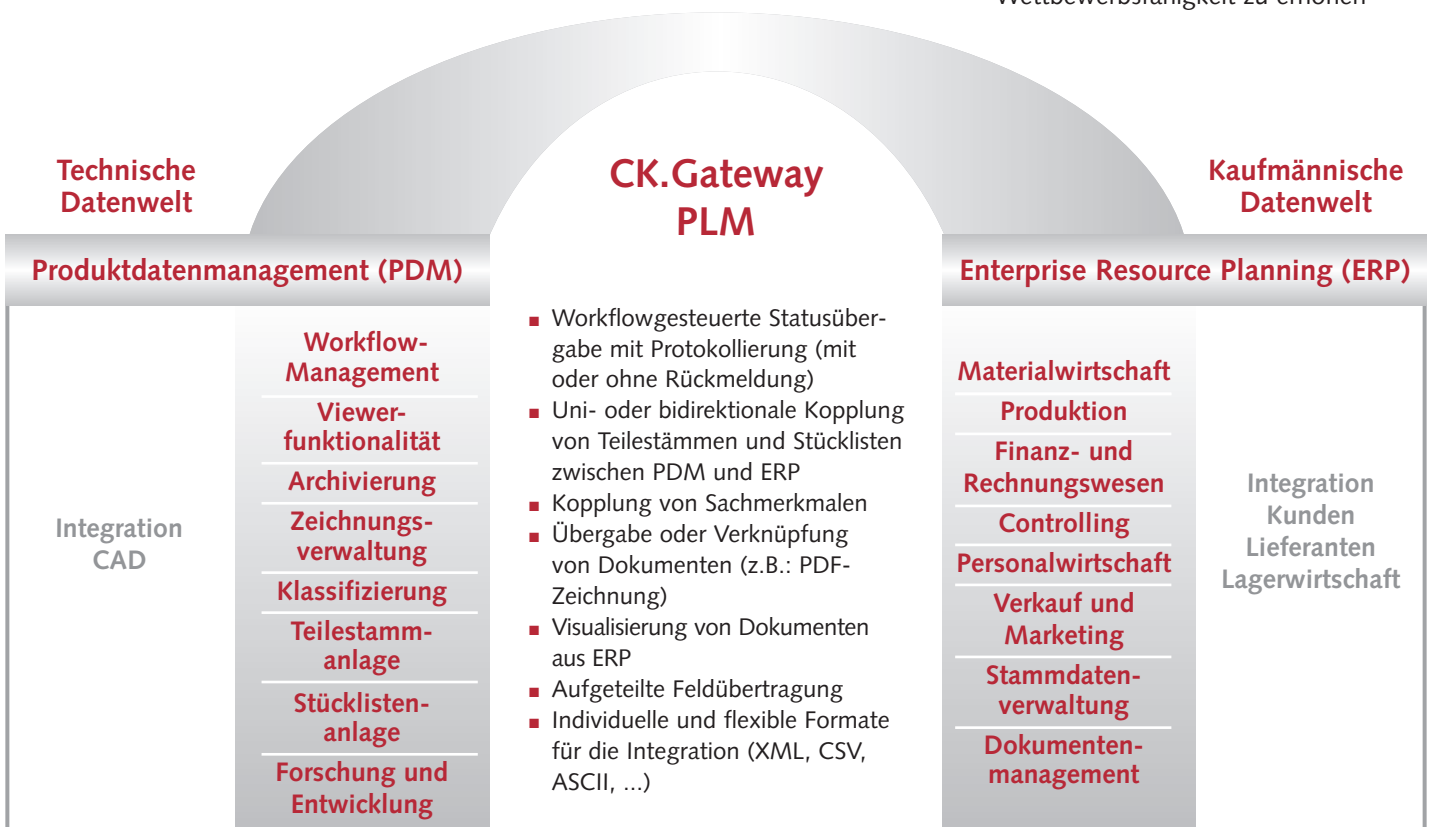 Wettbewerbsfähigkeit zu erhöhen
Technische
Datenwelt
CK.Gateway
PLM
Kaufmännische
Datenwelt
Produktdatenmanagement (PDM)
Enterprise Resource Planning (ERP)
Integration
CAD
Workflow-
Management
Viewer-
funktionalität
Archivierung
Zeichnungs-
verwaltung
Klassifizierung
Teilestamm-
anlage
Stücklisten-
anlage
Forschung und
Entwicklung
■ Workflowgesteuerte Statusüber-
gabe mit Protokollierung (mit
oder ohne Rückmeldung)
■ Uni- oder bidirektionale Kopplung
von Teilestämmen und Stücklisten
zwischen PDM und ERP
■ Kopplung von Sachmerkmalen
■ Übergabe oder Verknüpfung
von Dokumenten (z.B.: PDF-
Zeichnung)
■ Visualisierung von Dokumenten
aus ERP
■ Aufgeteilte Feldübertragung
■ Individuelle und flexible Formate
für die Integration (XML, CSV,
ASCII, ...)
Materialwirtschaft
Produktion
Finanz- und
Rechnungswesen
Controlling
Personalwirtschaft
Verkauf und
Marketing
Stammdaten-
verwaltung
Dokumenten-
management
Integration
Kunden
Lieferanten
Lagerwirtschaft